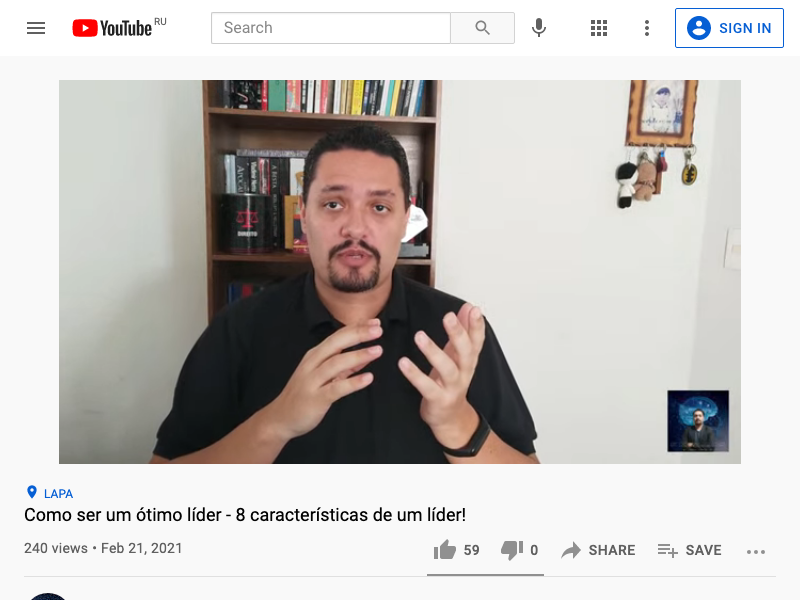 YouTube RU
Search
SIGN IN
DIREITO
LAPA
Como ser um ótimo líder - 8 características de um líder!
240 views • Feb 21, 2021
59
0
SHARE
SAVE